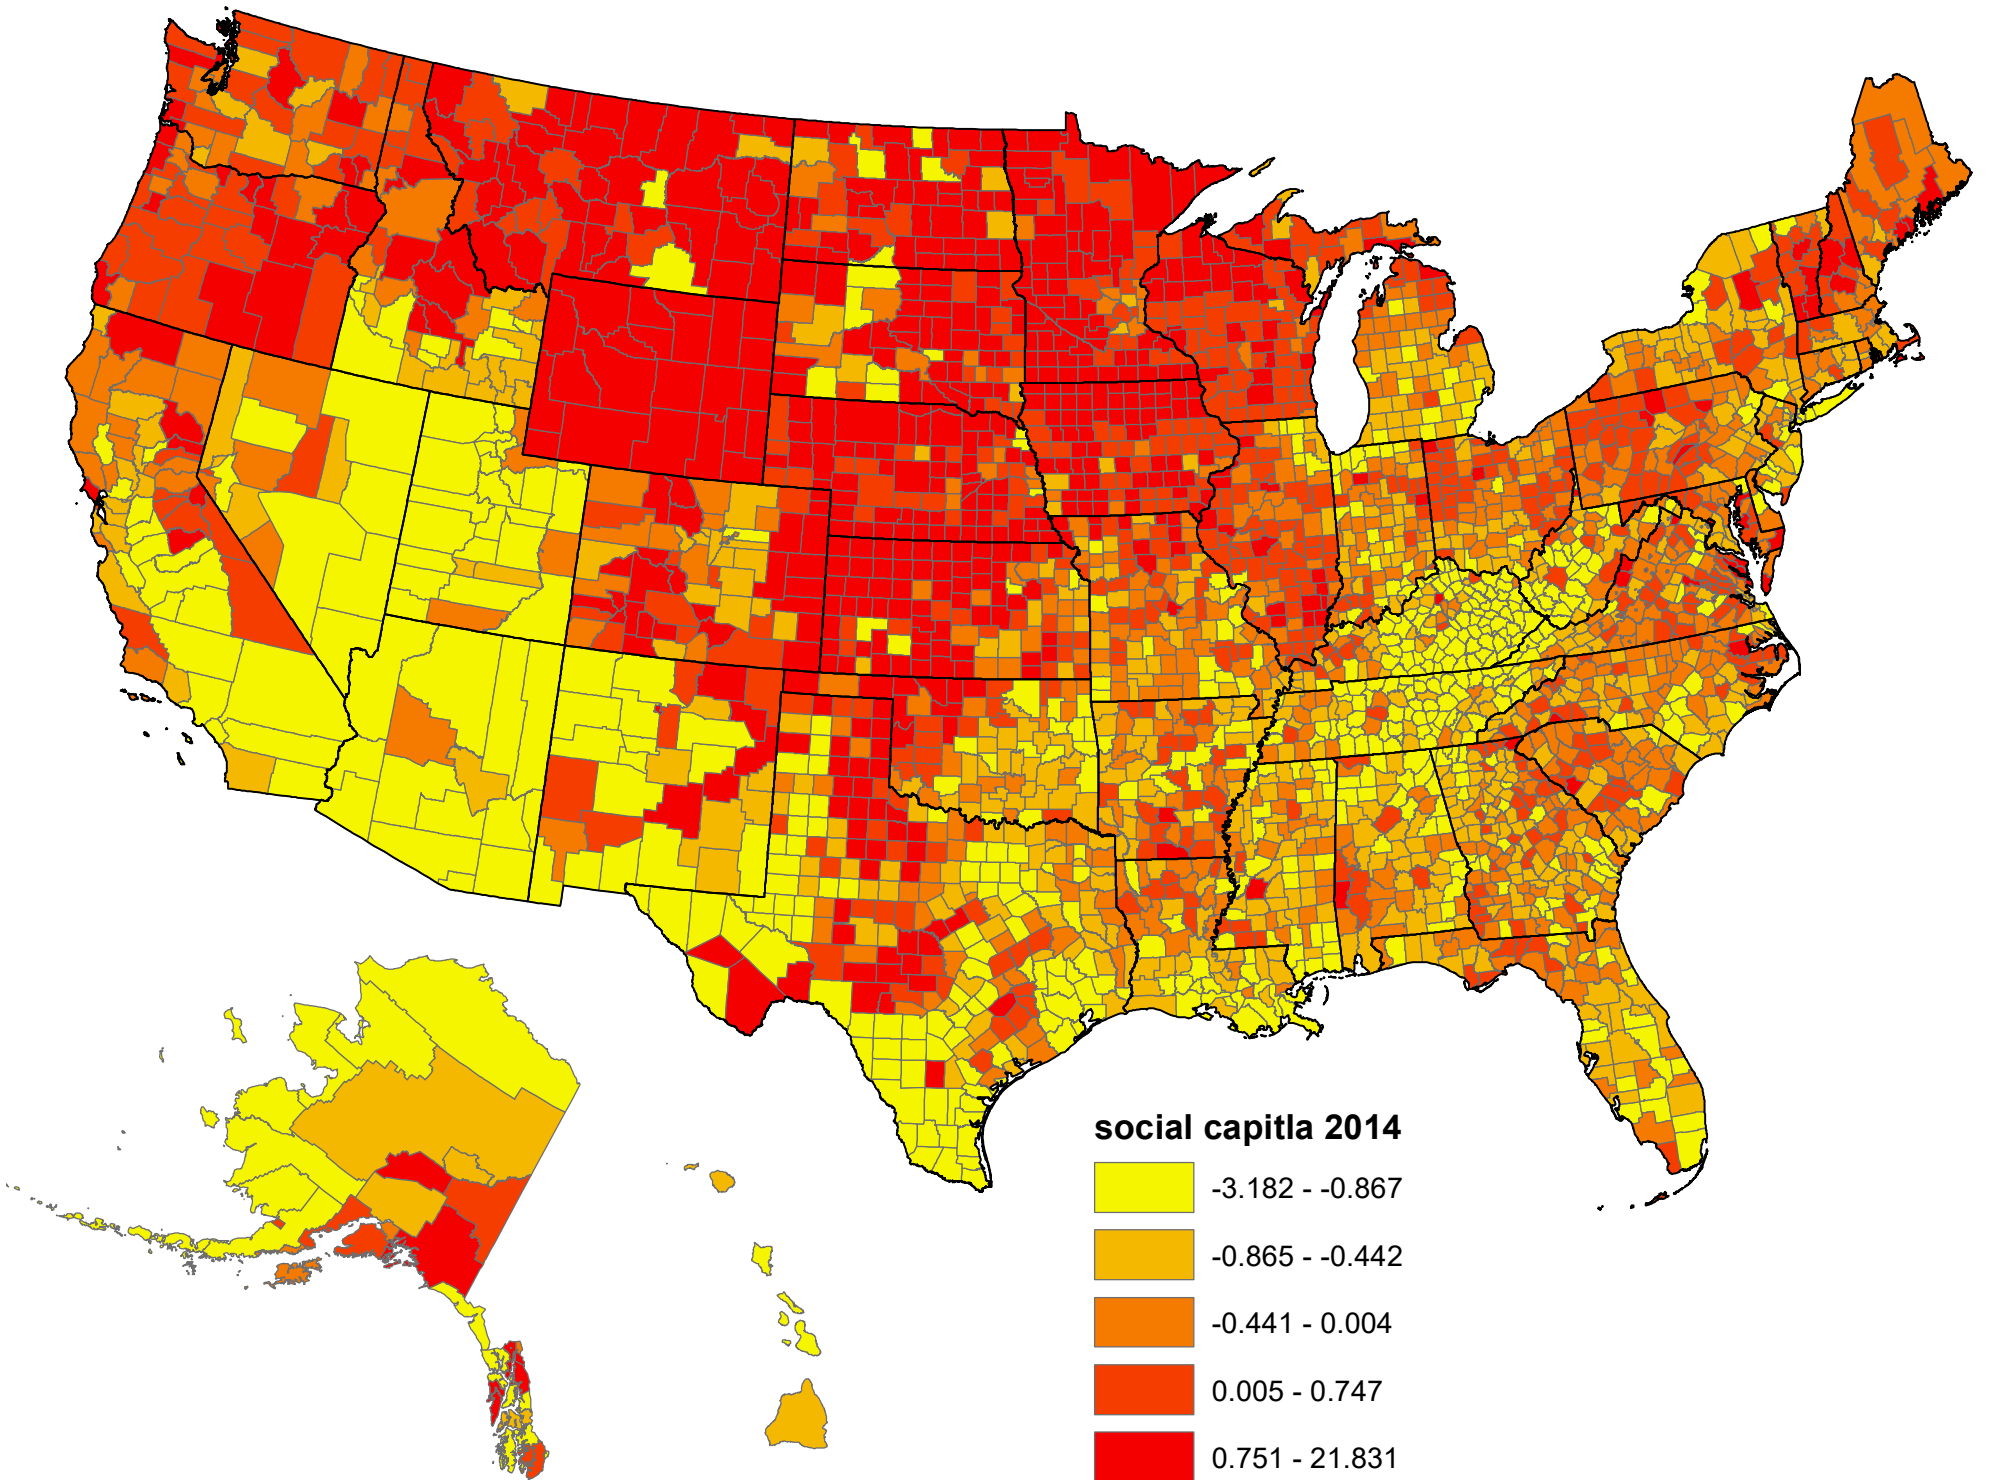 social capitla 2014
-3.182 - -0.867
-0.865 - -0.442
-0.441 - 0.004
0.005 - 0.747
0.751 - 21.831